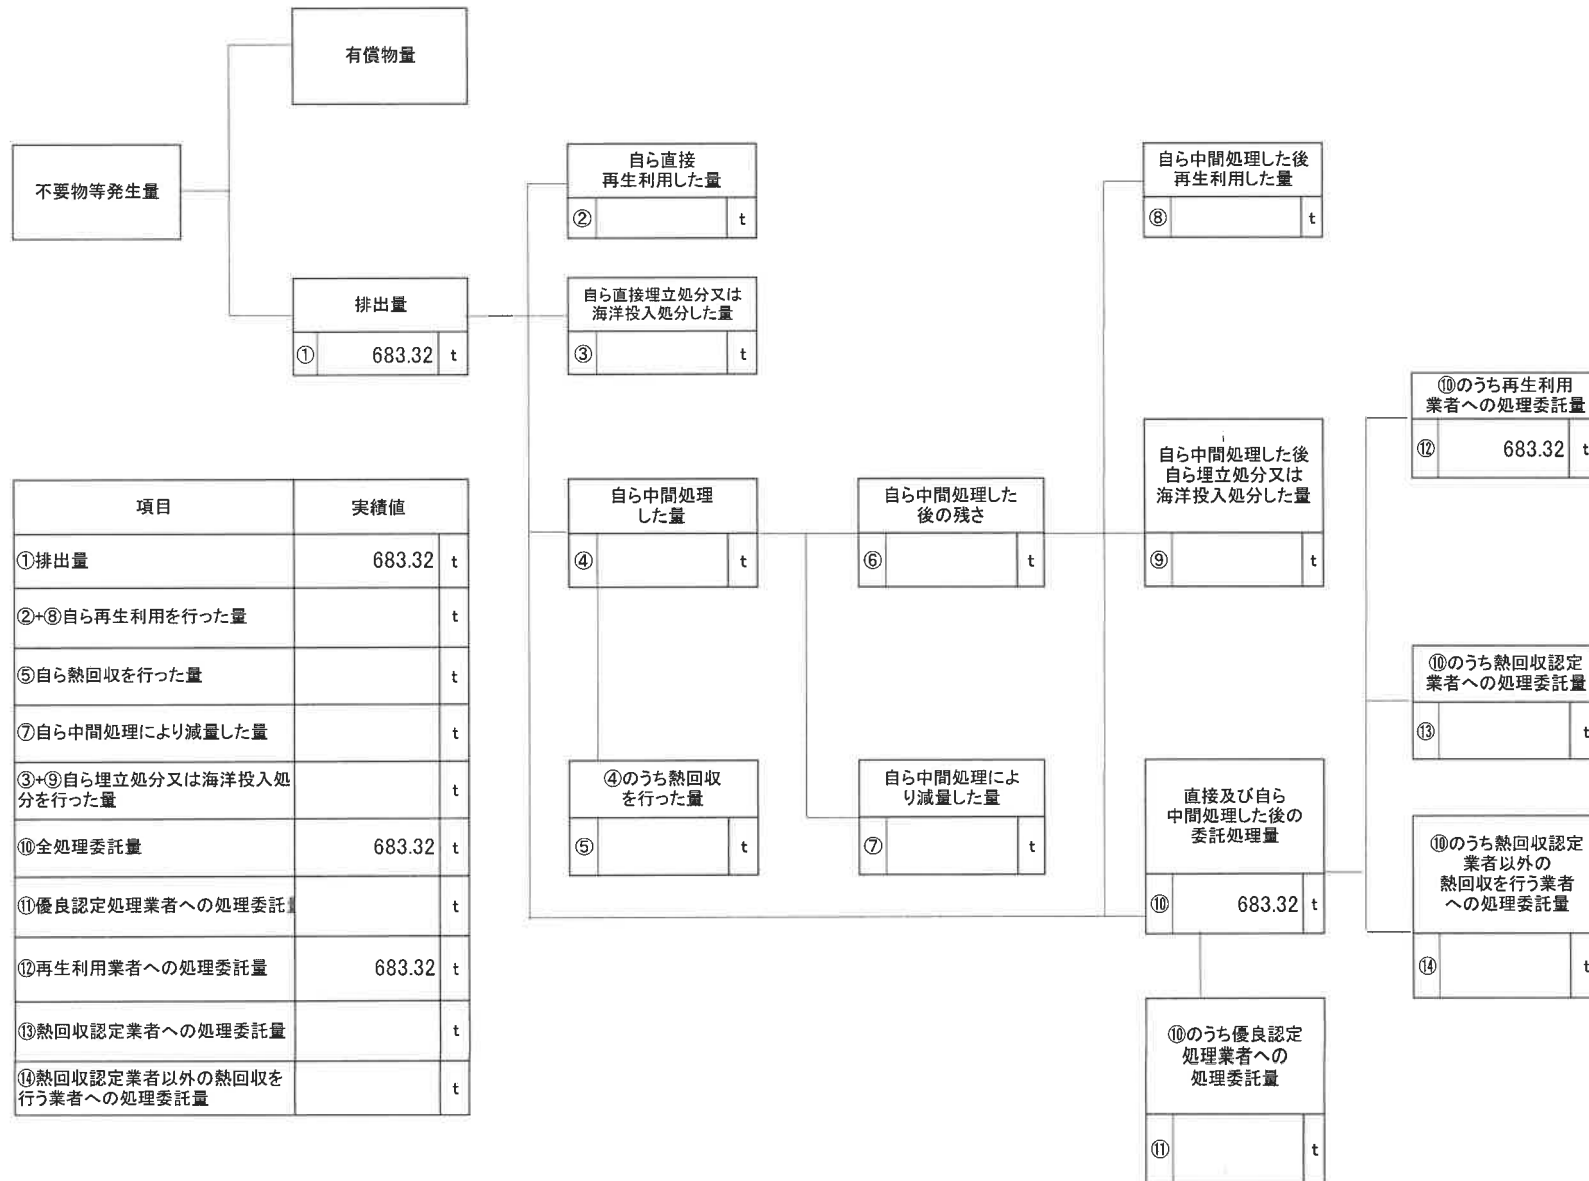 有償物量
不要物等発生量
排出量
① 683.32 t
自ら直接
再生利用した量
② t
自ら直接埋立処分又は
海洋投入処分した量
③ t
自ら中間処理
した量
④ t
④のうち熱回収
を行った量
⑤ t
自ら中間処理した
後の残さ
⑥ t
自ら中間処理によ
り減量した量
⑦ t
自ら中間処理した後
再生利用した量
⑧ t
自ら中間処理した後
自ら埋立処分又は
海洋投入処分した量
⑨ t
直接及び自ら
中間処理した後の
委託処理量
⑩ 683.32 t
⑩のうち優良認定
処理業者への
処理委託量
⑪ t
⑩のうち再生利用
業者への処理委託量
⑫ 683.32 t
⑩のうち熱回収認定
業者への処理委託量
⑬ t
⑩のうち熱回収認定
業者以外の
熱回収を行う業者
への処理委託量
⑭ t
項目 実績値
①排出量 683.32 t
②+⑧自ら再生利用を行った量 t
⑤自ら熱回収を行った量 t
⑦自ら中間処理により減量した量 t
③+⑨自ら埋立処分又は海洋投入処
分を行った量 t
⑩全処理委託量 683.32 t
⑪優良認定処理業者への処理委託 t
⑫再生利用業者への処理委託量 683.32 t
⑬熱回収認定業者への処理委託量 t
⑭熱回収認定業者以外の熱回収を
行う業者への処理委託量 t